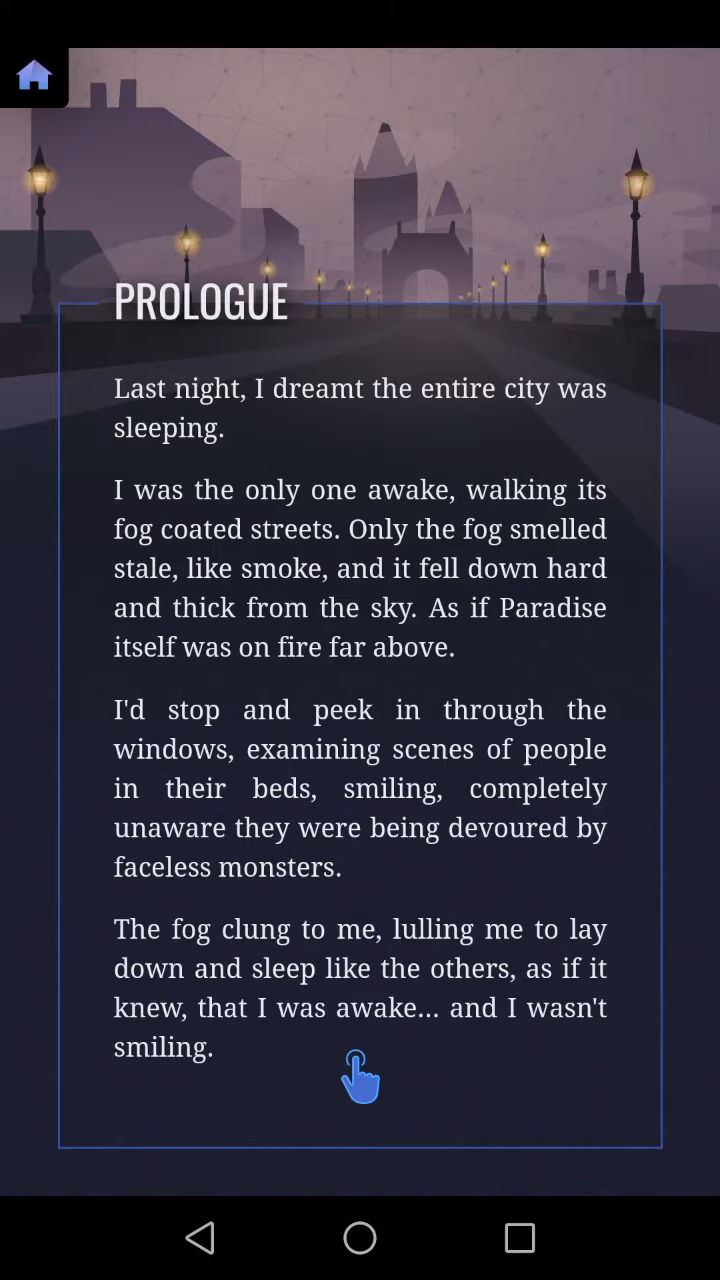 PROLOGUE
Last night, I dreamt the entire city was
sleeping.
I was the only one awake, walking its
fog coated streets. Only the fog smelled
stale, like smoke, and it fell down hard
and thick from the sky. As if Paradise
itself was on fire far above.
I'd stop and peek in through the
windows, examining scenes of people
in their beds, smiling, completely
unaware they were being devoured by
faceless monsters.
The fog clung to me, lulling me to lay
down and sleep like the others, as if it
knew, that I was awake... and I wasn't
smiling.